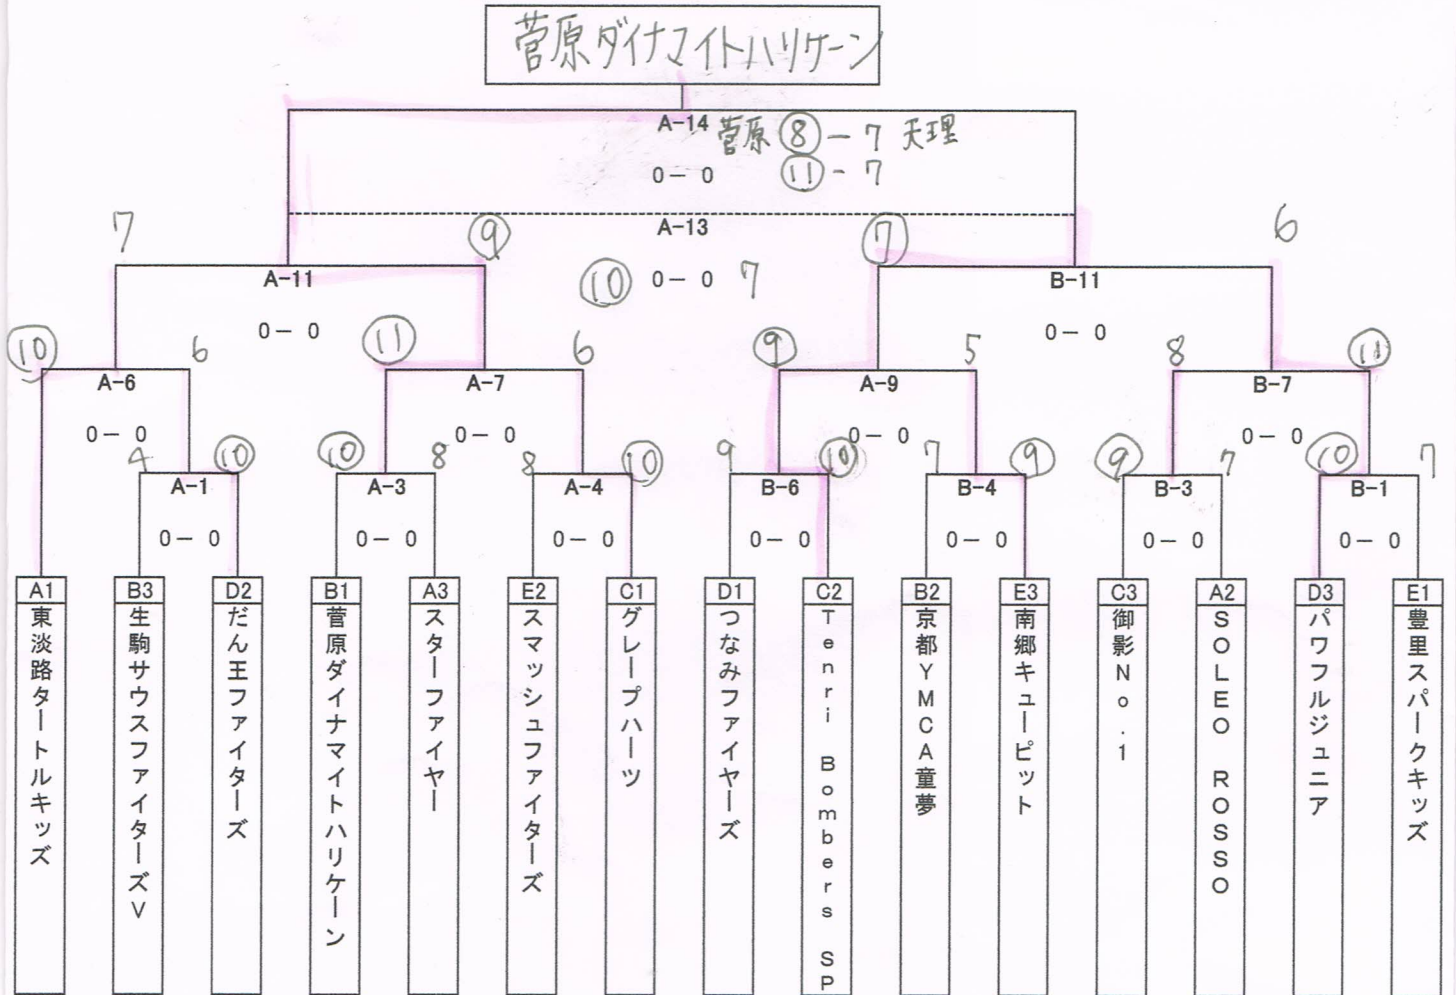 菅原ダイナマイトハリケーン
A-14 菅原 ⑧ - 7 天理
0- 0 ⑪ - 7
A-13
7 ⑨ ⑦ 6
A-11 ⑩ 0- 0 7 B-11
0- 0 0- 0
⑩ 6 ⑪ 6 ⑨ 5 8 ⑪
A-6 A-7 A-9 B-7
0- 0 0- 0 0- 0 0- 0
4 ⑩ ⑩ 8 8 ⑩ 9 ⑩ 7 ⑨ ⑨ 7 ⑩ 7
A-1 A-3 A-4 B-6 B-4 B-3 B-1
0- 0 0- 0 0- 0 0- 0 0- 0 0- 0 0- 0
A1 B3 D2 B1 A3 E2 C1 D1 C2 B2 E3 C3 A2 D3 E1
東淡路タートルキッズ
生駒サウスファイターズV
だん王ファイターズ
菅原ダイナマイトハリケーン
スターファイヤー
スマッシュファイターズ
グレープハーツ
つなみファイヤーズ
Tenri Bombers SP
京都YMCA童夢
南郷キューピット
御影No.1
SOLEO ROSSO
パワフルジュニア
豊里スパークキッズ